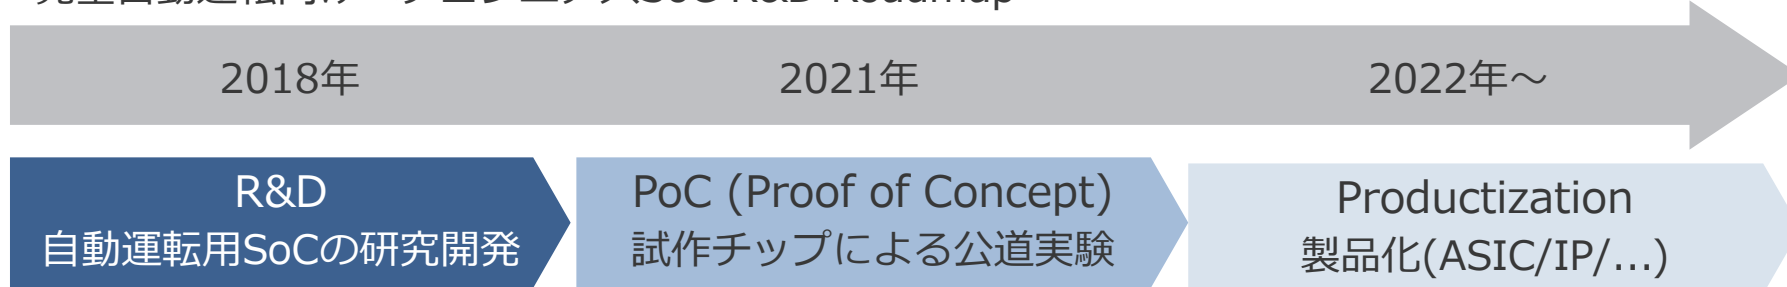 SoC R&D Roadmap
2018年
2021年
2022年～
R&D
自動運転用SoCの研究開発
PoC (Proof of Concept)
試作チップによる公道実験
Productization
製品化(ASIC/IP/...)